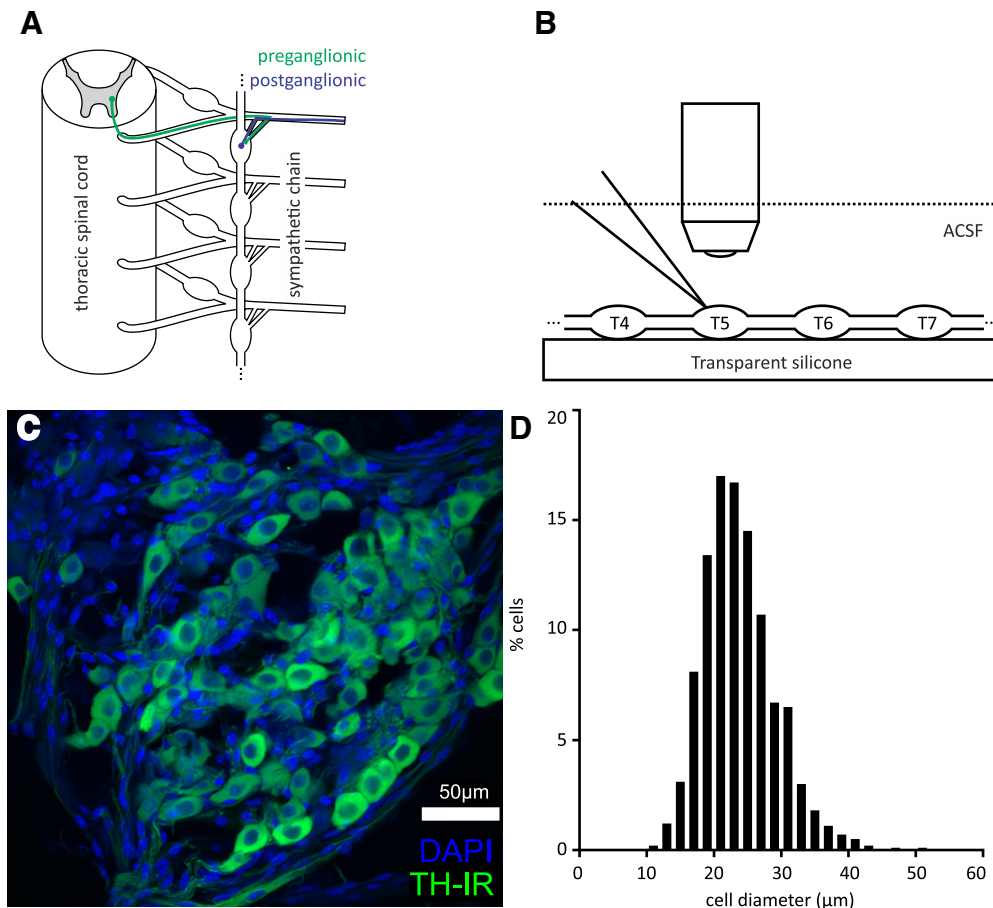 A
preganglionic
postganglionic
thoracic spinal cord
sympathetic chain
B
ACSF
... T4 T5 T6 T7 ...
Transparent silicone
C
50µm
DAPI
TH-IR
D
20
15
10
5
0
% cells
0 10 20 30 40 50 60
cell diameter (µm)